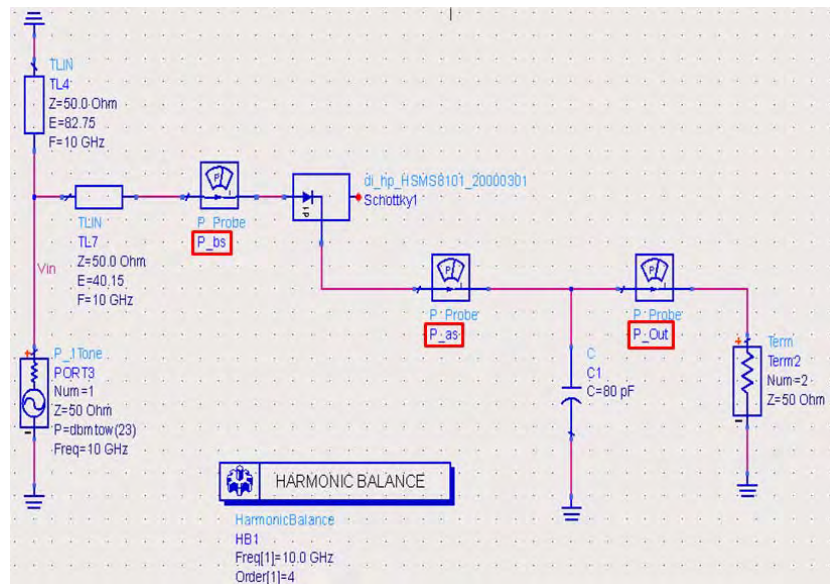 TLIN
TL4
Z=50.0 Ohm
E=82.75
F=10 GHz
TLIN
TL7
Z=50.0 Ohm
E=40.15
F=10 GHz
Vin
P_Probe
P_bs
di_hp_HSMS8101_20000301
Schottky1
d1
P_Probe
P_as
P_Probe
P_Out
C
C1
C=80 pF
Term
Term2
Num=2
Z=50 Ohm
P_1Tone
PORT3
Num=1
Z=50 Ohm
P=dbmtow(23)
Freq=10 GHz
HARMONIC BALANCE
HarmonicBalance
HB1
Freq[1]=10.0 GHz
Order[1]=4